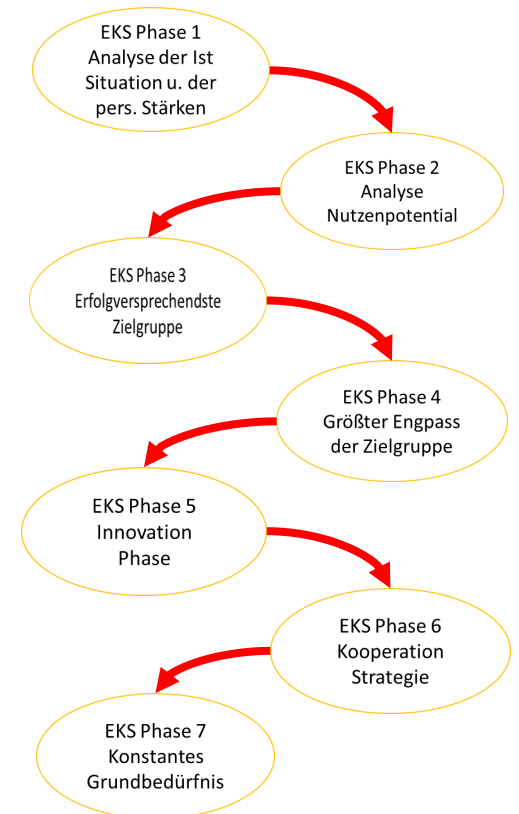 EKS Phase 1
Analyse der Ist
Situation u. der
pers. Stärken
EKS Phase 2
Analyse
Nutzenpotential
EKS Phase 3
Erfolgversprechendste
Zielgruppe
EKS Phase 4
Größter Engpass
der Zielgruppe
EKS Phase 5
Innovation
Phase
EKS Phase 6
Kooperation
Strategie
EKS Phase 7
Konstantes
Grundbedürfnis